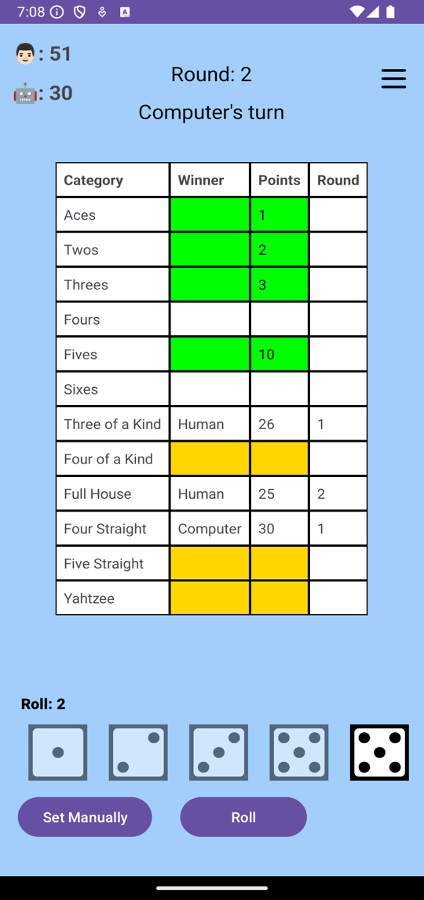 7:08
: 51
: 30
Round: 2
Computer's turn
Category Winner Points Round
Aces 1
Twos 2
Threes 3
Fours
Fives 10
Sixes
Three of a Kind Human 26 1
Four of a Kind
Full House Human 25 2
Four Straight Computer 30 1
Five Straight
Yahtzee
Roll: 2
Set Manually Roll